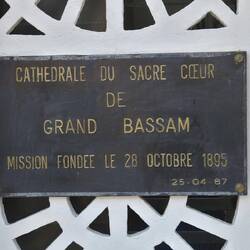 CATHEDRALE DU SACRE CŒUR
DE
GRAND BASSAM
MISSION FONDEE LE 28 OCTOBRE 1895
25-04-87